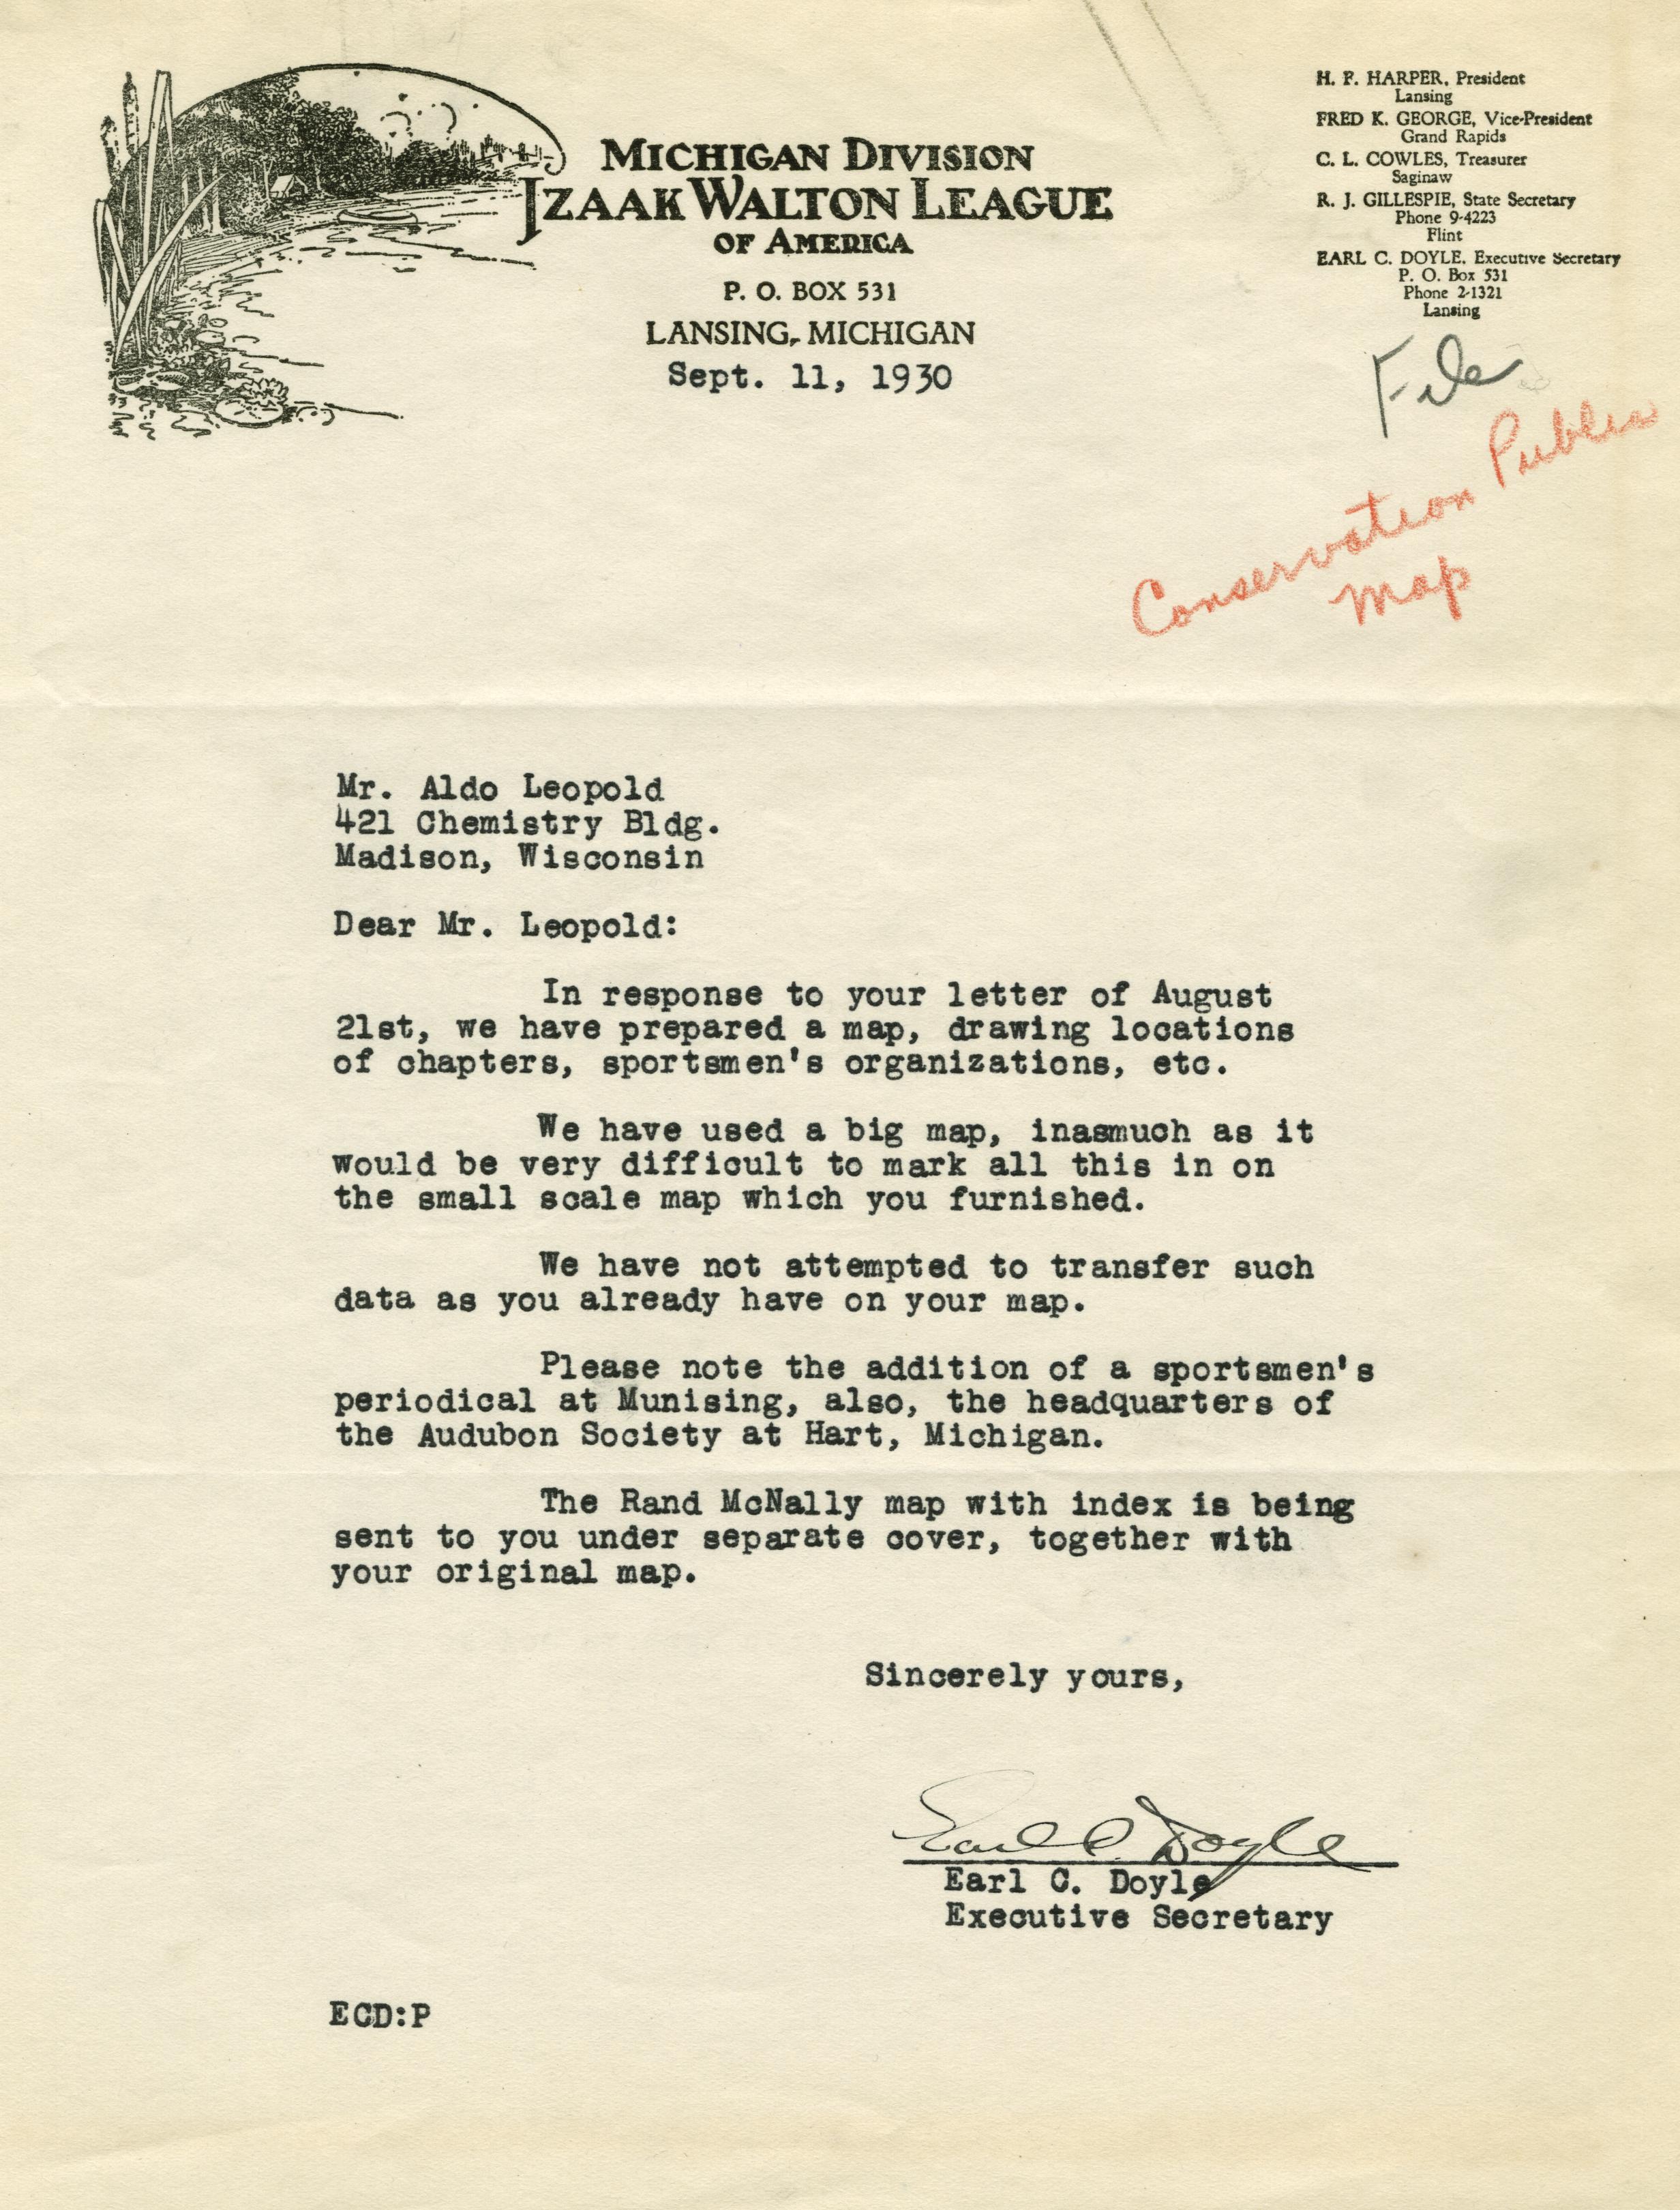 MICHIGAN DIVISION
IZAAK WALTON LEAGUE
OF AMERICA
P. O. BOX 531
LANSING, MICHIGAN
Sept. 11, 1930
H. F. HARPER, President
Lansing
FRED K. GEORGE, Vice-President
Grand Rapids
C. L. COWLES, Treasurer
Saginaw
R. J. GILLESPIE, State Secretary
Phone 9-4223
Flint
EARL C. DOYLE, Executive Secretary
P. O. Box 531
Phone 2-1321
Lansing
File
Conservation
Map
Mr. Aldo Leopold
421 Chemistry Bldg.
Madison, Wisconsin
Dear Mr. Leopold:
In response to your letter of August
21st, we have prepared a map, drawing locations
of chapters, sportsmen's organizations, etc.
We have used a big map, inasmuch as it
would be very difficult to mark all this in on
the small scale map which you furnished.
We have not attempted to transfer such
data as you already have on your map.
Please note the addition of a sportsmen's
periodical at Munising, also, the headquarters of
the Audubon Society at Hart, Michigan.
The Rand McNally map with index is being
sent to you under separate cover, together with
your original map.
Sincerely yours,
Earl C. Doyle
Earl C. Doyle
Executive Secretary
ECD:P